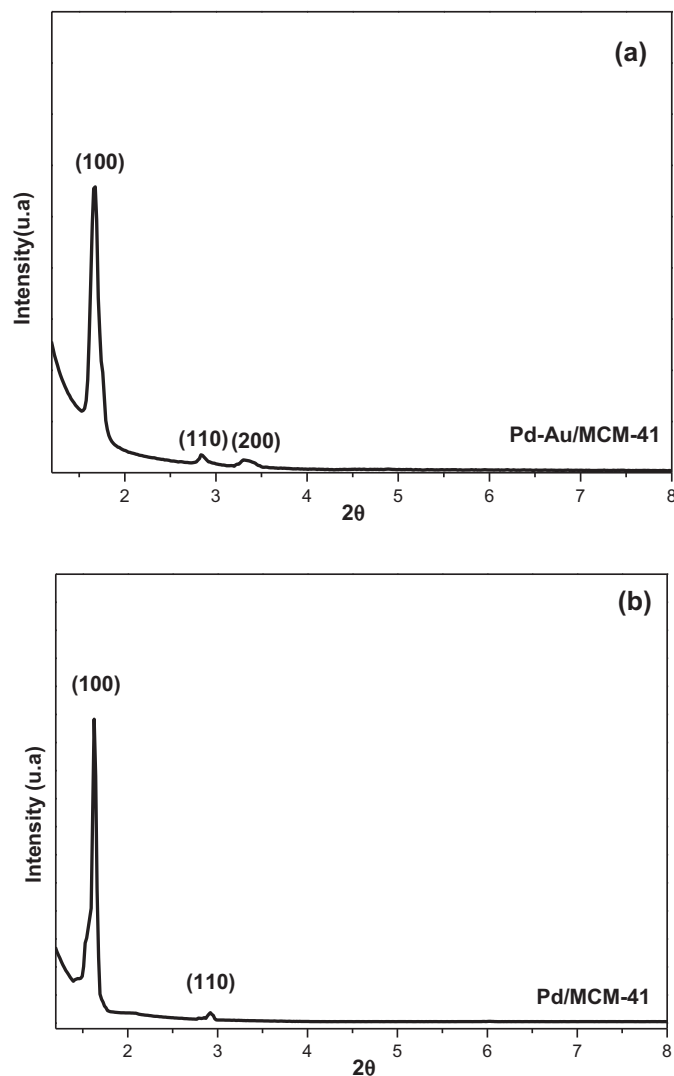 (a)
(100)
Intensity(u.a)
(110) (200)
Pd-Au/MCM-41
2 3 4 5 6 7 8
2θ
(b)
(100)
Intensity (u.a)
(110)
Pd/MCM-41
2 3 4 5 6 7 8
2θ